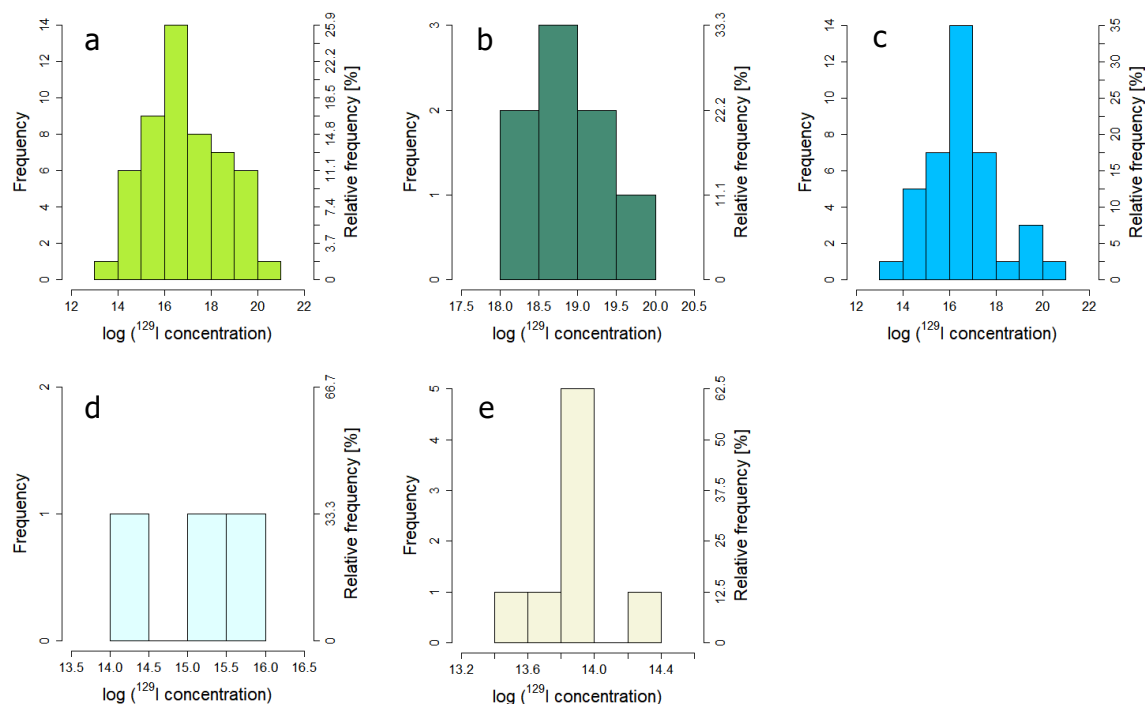 a
Frequency
0 2 4 6 8 10 12 14
Relative frequency [%]
0 3.7 7.4 11.1 14.8 18.5 22.2 25.9
12 14 16 18 20 22
log (¹²⁹I concentration)
b
Frequency
0 1 2 3
Relative frequency [%]
0 11.1 22.2 33.3
17.5 18.0 18.5 19.0 19.5 20.0 20.5
log (¹²⁹I concentration)
c
Frequency
0 2 4 6 8 10 12 14
Relative frequency [%]
0 5 10 15 20 25 30 35
12 14 16 18 20 22
log (¹²⁹I concentration)
d
Frequency
0 1 2
Relative frequency [%]
0 33.3 66.7
13.5 14.0 14.5 15.0 15.5 16.0 16.5
log (¹²⁹I concentration)
e
Frequency
0 1 2 3 4 5
Relative frequency [%]
0 12.5 25 37.5 50 62.5
13.2 13.6 14.0 14.4
log (¹²⁹I concentration)